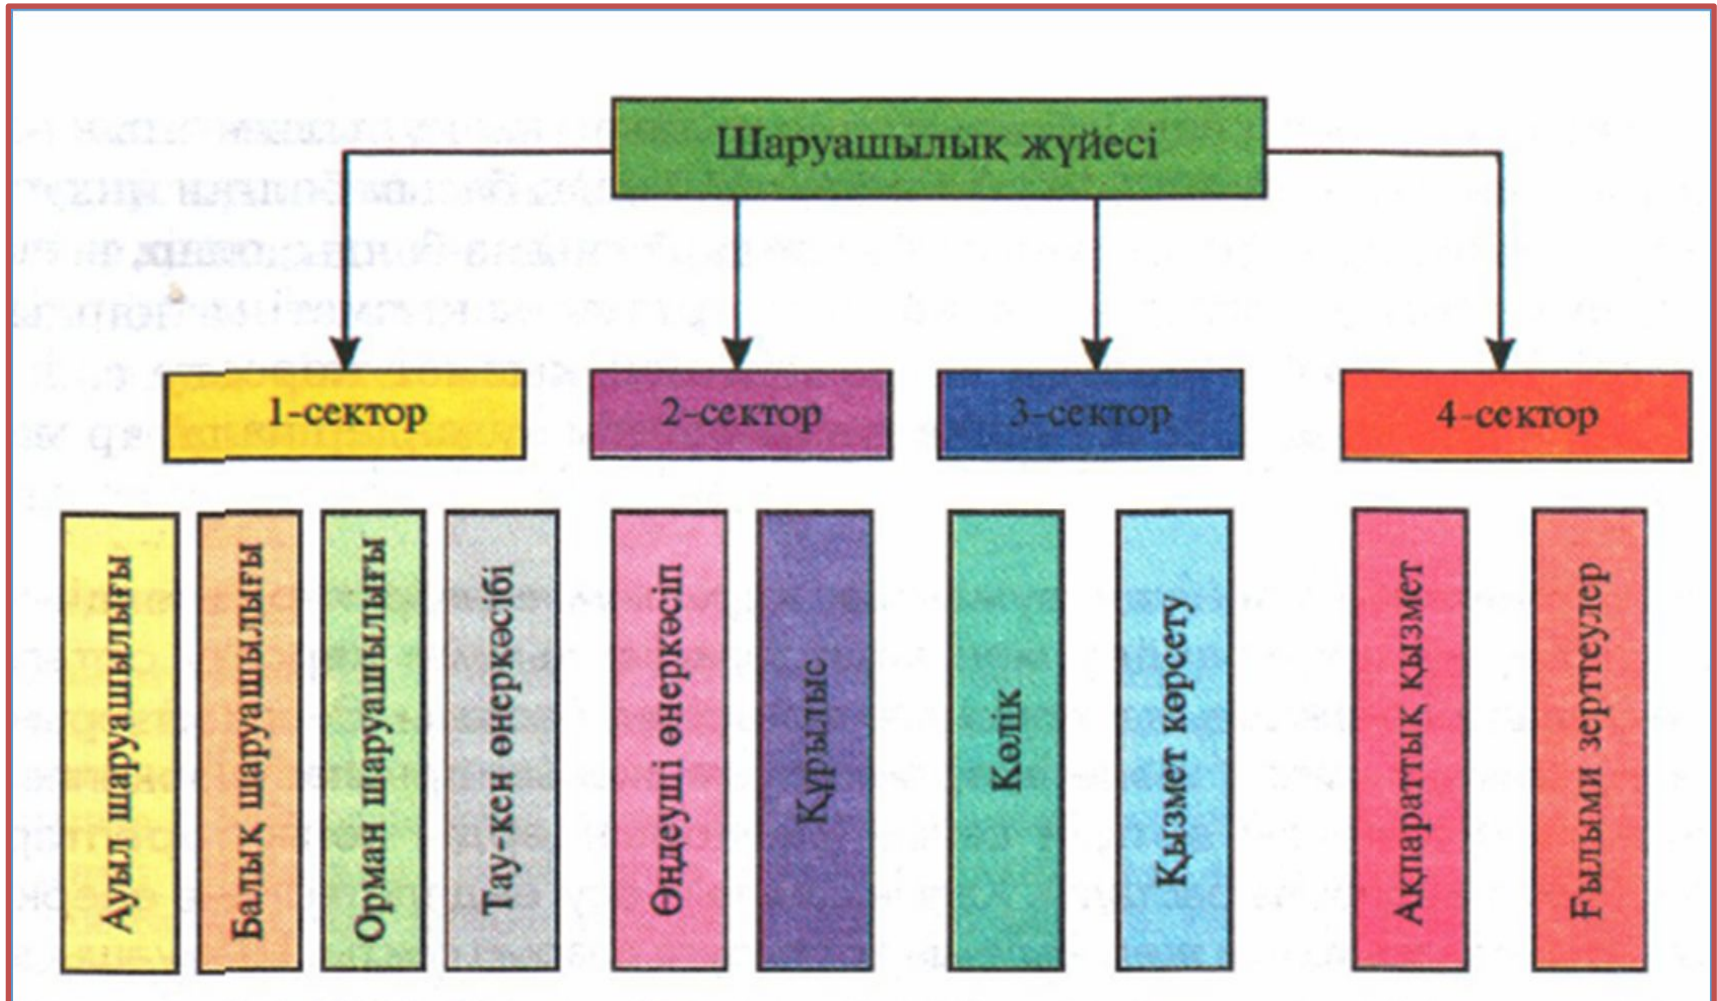 Шаруашылық жүйесі
1-сектор
2-сектор
3-сектор
4-сектор
Ауыл шаруашылығы
Балық шаруашылығы
Орман шаруашылығы
Тау-кен өнеркәсібі
Өңдеуші өнеркәсіп
Құрылыс
Көлік
Қызмет көрсету
Ақпараттық қызмет
Ғылыми зерттеулер